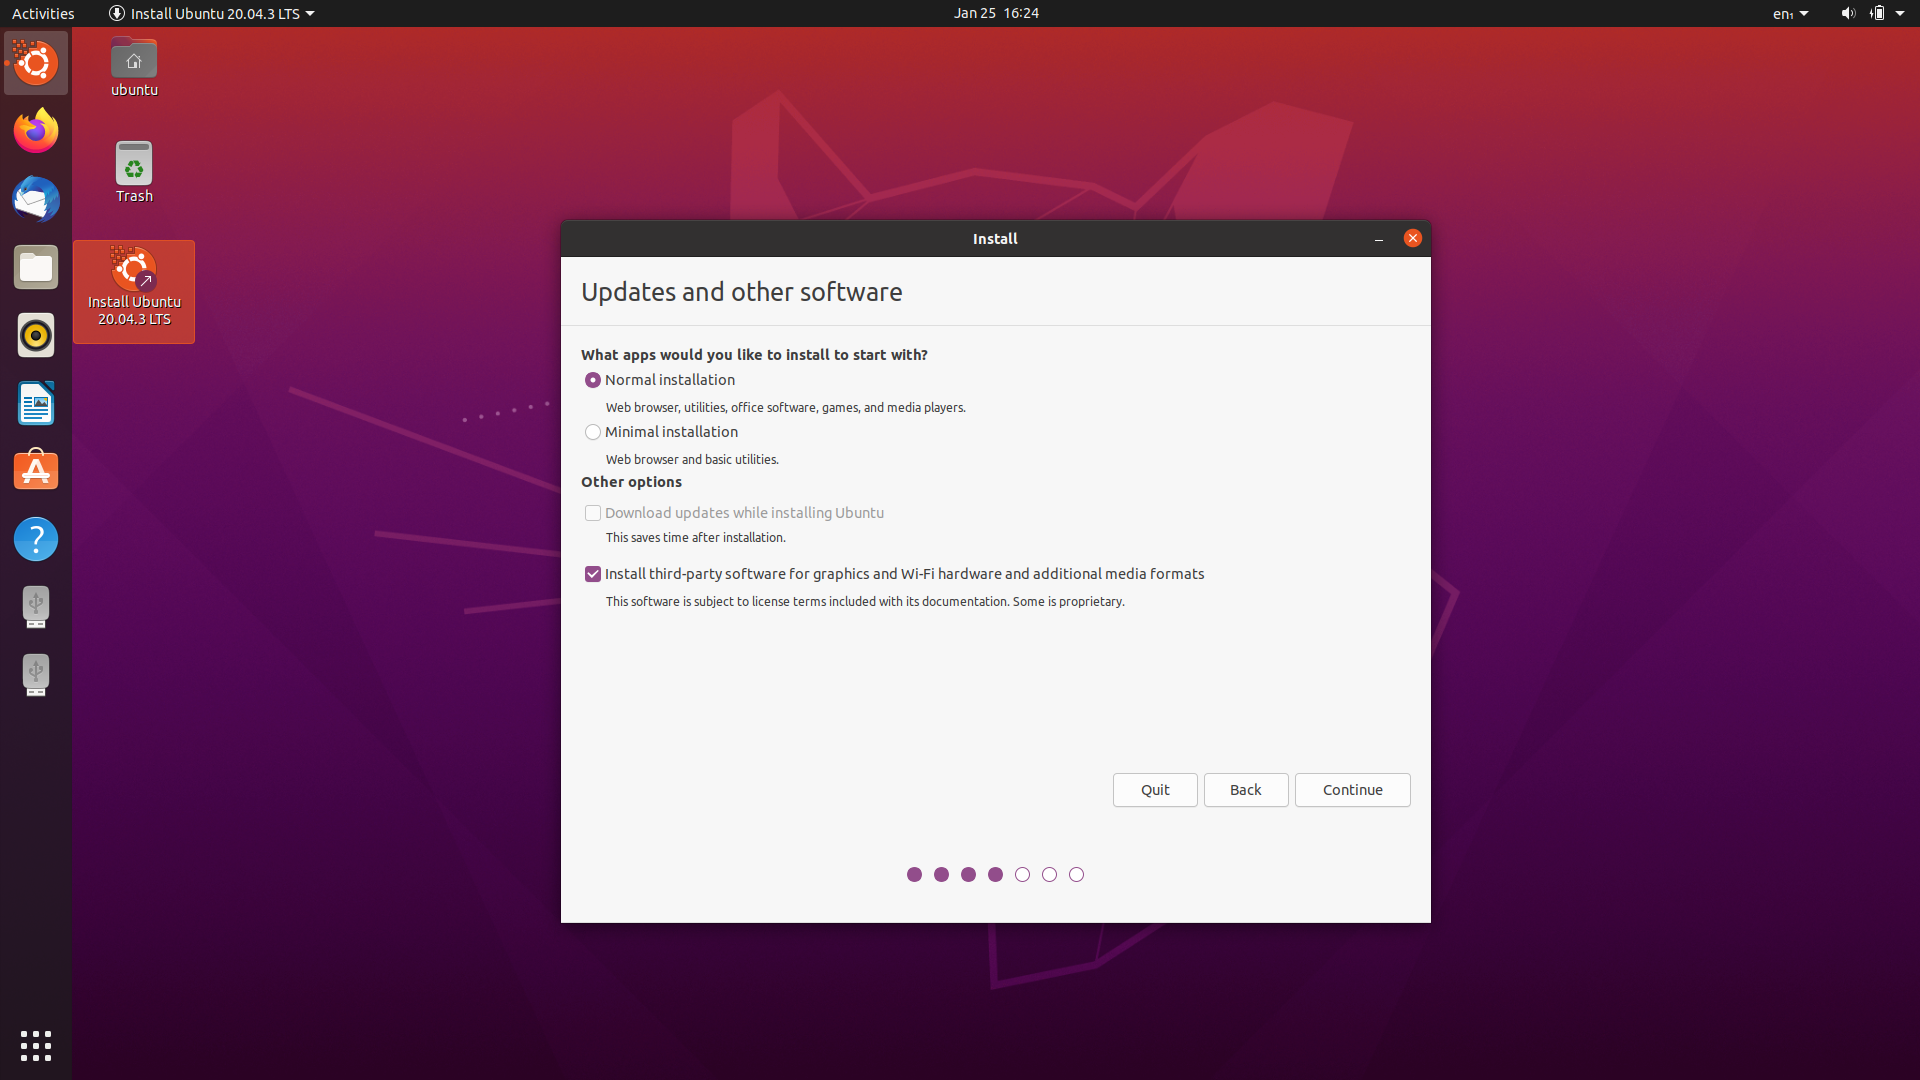 Activities
Install Ubuntu 20.04.3 LTS
Jan 25 16:24
en₁
ubuntu
Trash
Install Ubuntu
20.04.3 LTS
Install
Updates and other software
What apps would you like to install to start with?
Normal installation
Web browser, utilities, office software, games, and media players.
Minimal installation
Web browser and basic utilities.
Other options
Download updates while installing Ubuntu
This saves time after installation.
Install third-party software for graphics and Wi-Fi hardware and additional media formats
This software is subject to license terms included with its documentation. Some is proprietary.
Quit
Back
Continue